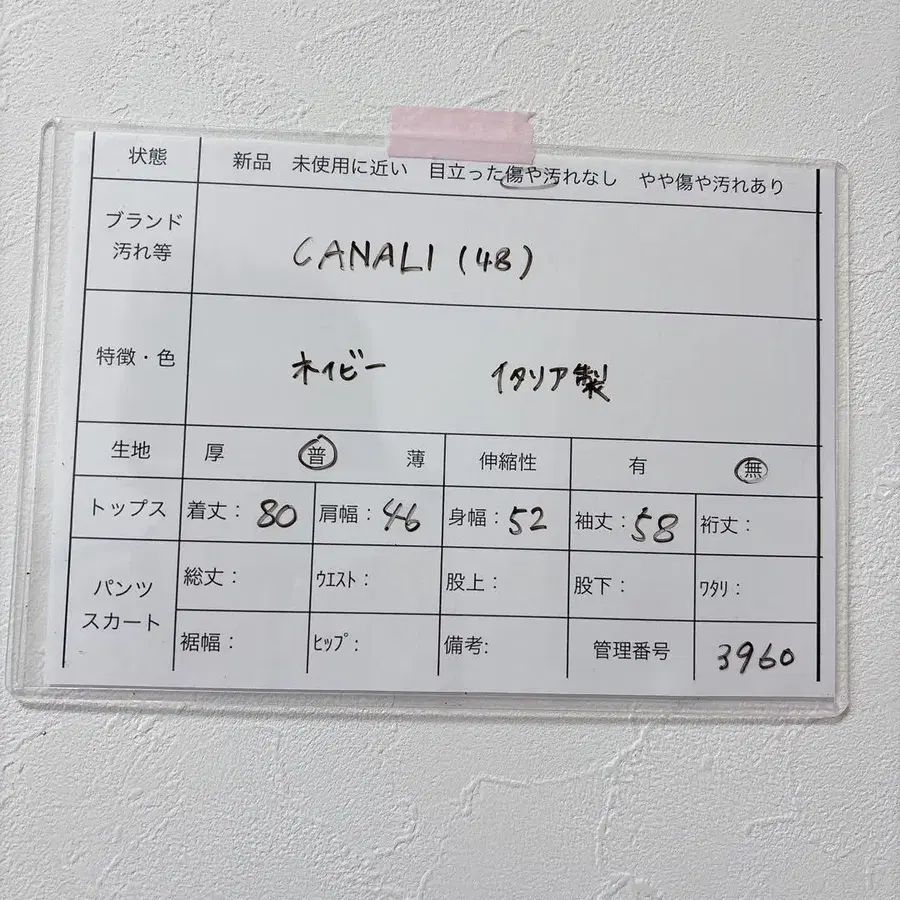 状態 新品 未使用に近い 目立った傷や汚れなし やや傷や汚れあり
ブランド
汚れ等 CANALI (48)
特徴・色 ネイビー イタリア製
生地 厚 普 薄 伸縮性 有 無
トップス 着丈: 80 肩幅: 46 身幅: 52 袖丈: 58 裄丈:
パンツ
スカート
総丈: ウエスト: 股上: 股下: ワタリ:
裾幅: ヒップ: 備考: 管理番号 3960